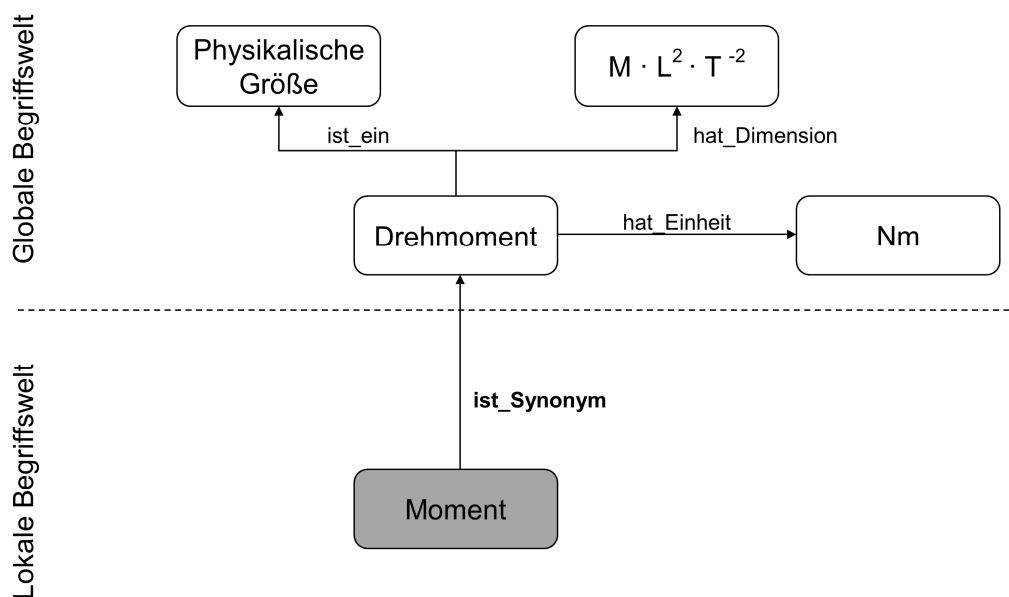 Globale Begriffswelt
Physikalische
Größe
M · L² · T⁻²
ist_ein
hat_Dimension
Drehmoment
hat_Einheit
Nm
Lokale Begriffswelt
ist_Synonym
Moment